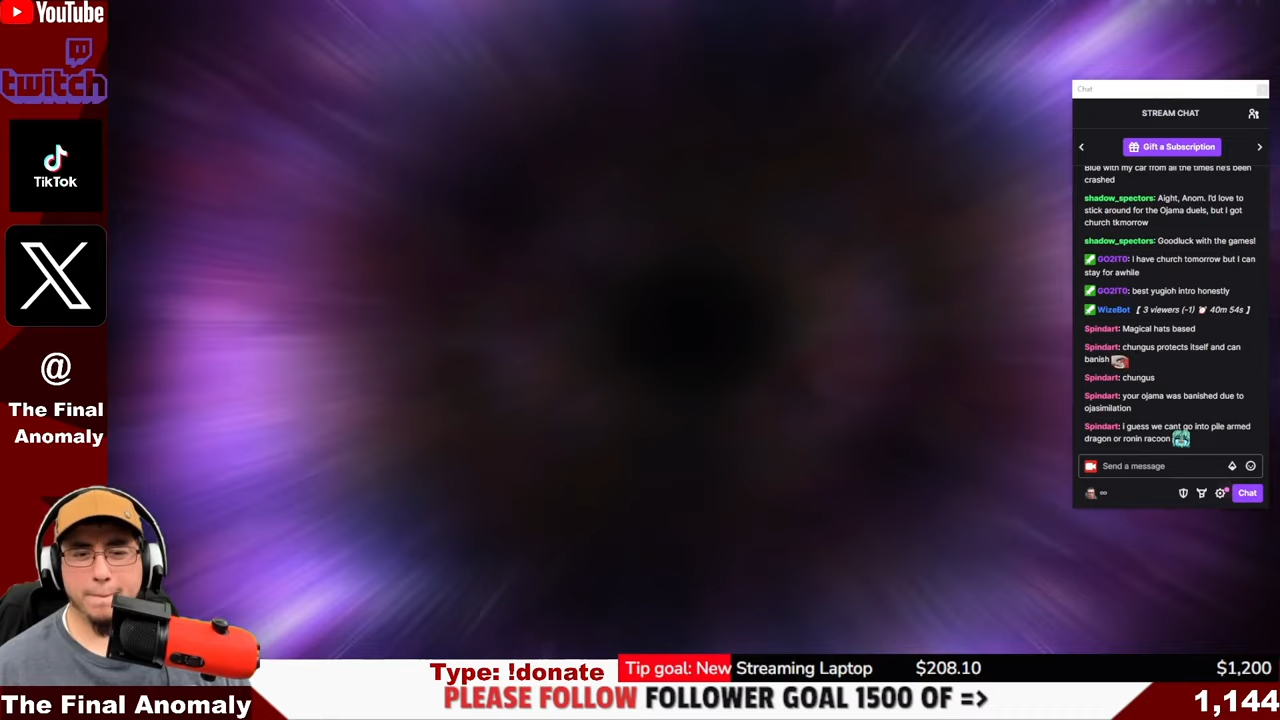 YouTube
twitch
TikTok
@
The Final
Anomaly
Chat
STREAM CHAT
Gift a Subscription
Blue with my car from all the times he's been
crashed
shadow_spectors: Aight, Anom. I'd love to
stick around for the Ojama duels, but I got
church tkmorrow
shadow_spectors: Goodluck with the games!
GO2IT0: I have church tomorrow but I can
stay for awhile
GO2IT0: best yugioh intro honestly
WizeBot 【 3 viewers (-1) 40m 54s 】
Spindart: Magical hats based
Spindart: chungus protects itself and can
banish
Spindart: chungus
Spindart: your ojama was banished due to
ojasimilation
Spindart: i guess we cant go into pile armed
dragon or ronin racoon
Send a message
Chat
Type: !donate
Tip goal: New Streaming Laptop $208.10 $1,200
PLEASE FOLLOW FOLLOWER GOAL 1500 OF =>
1,144
The Final Anomaly